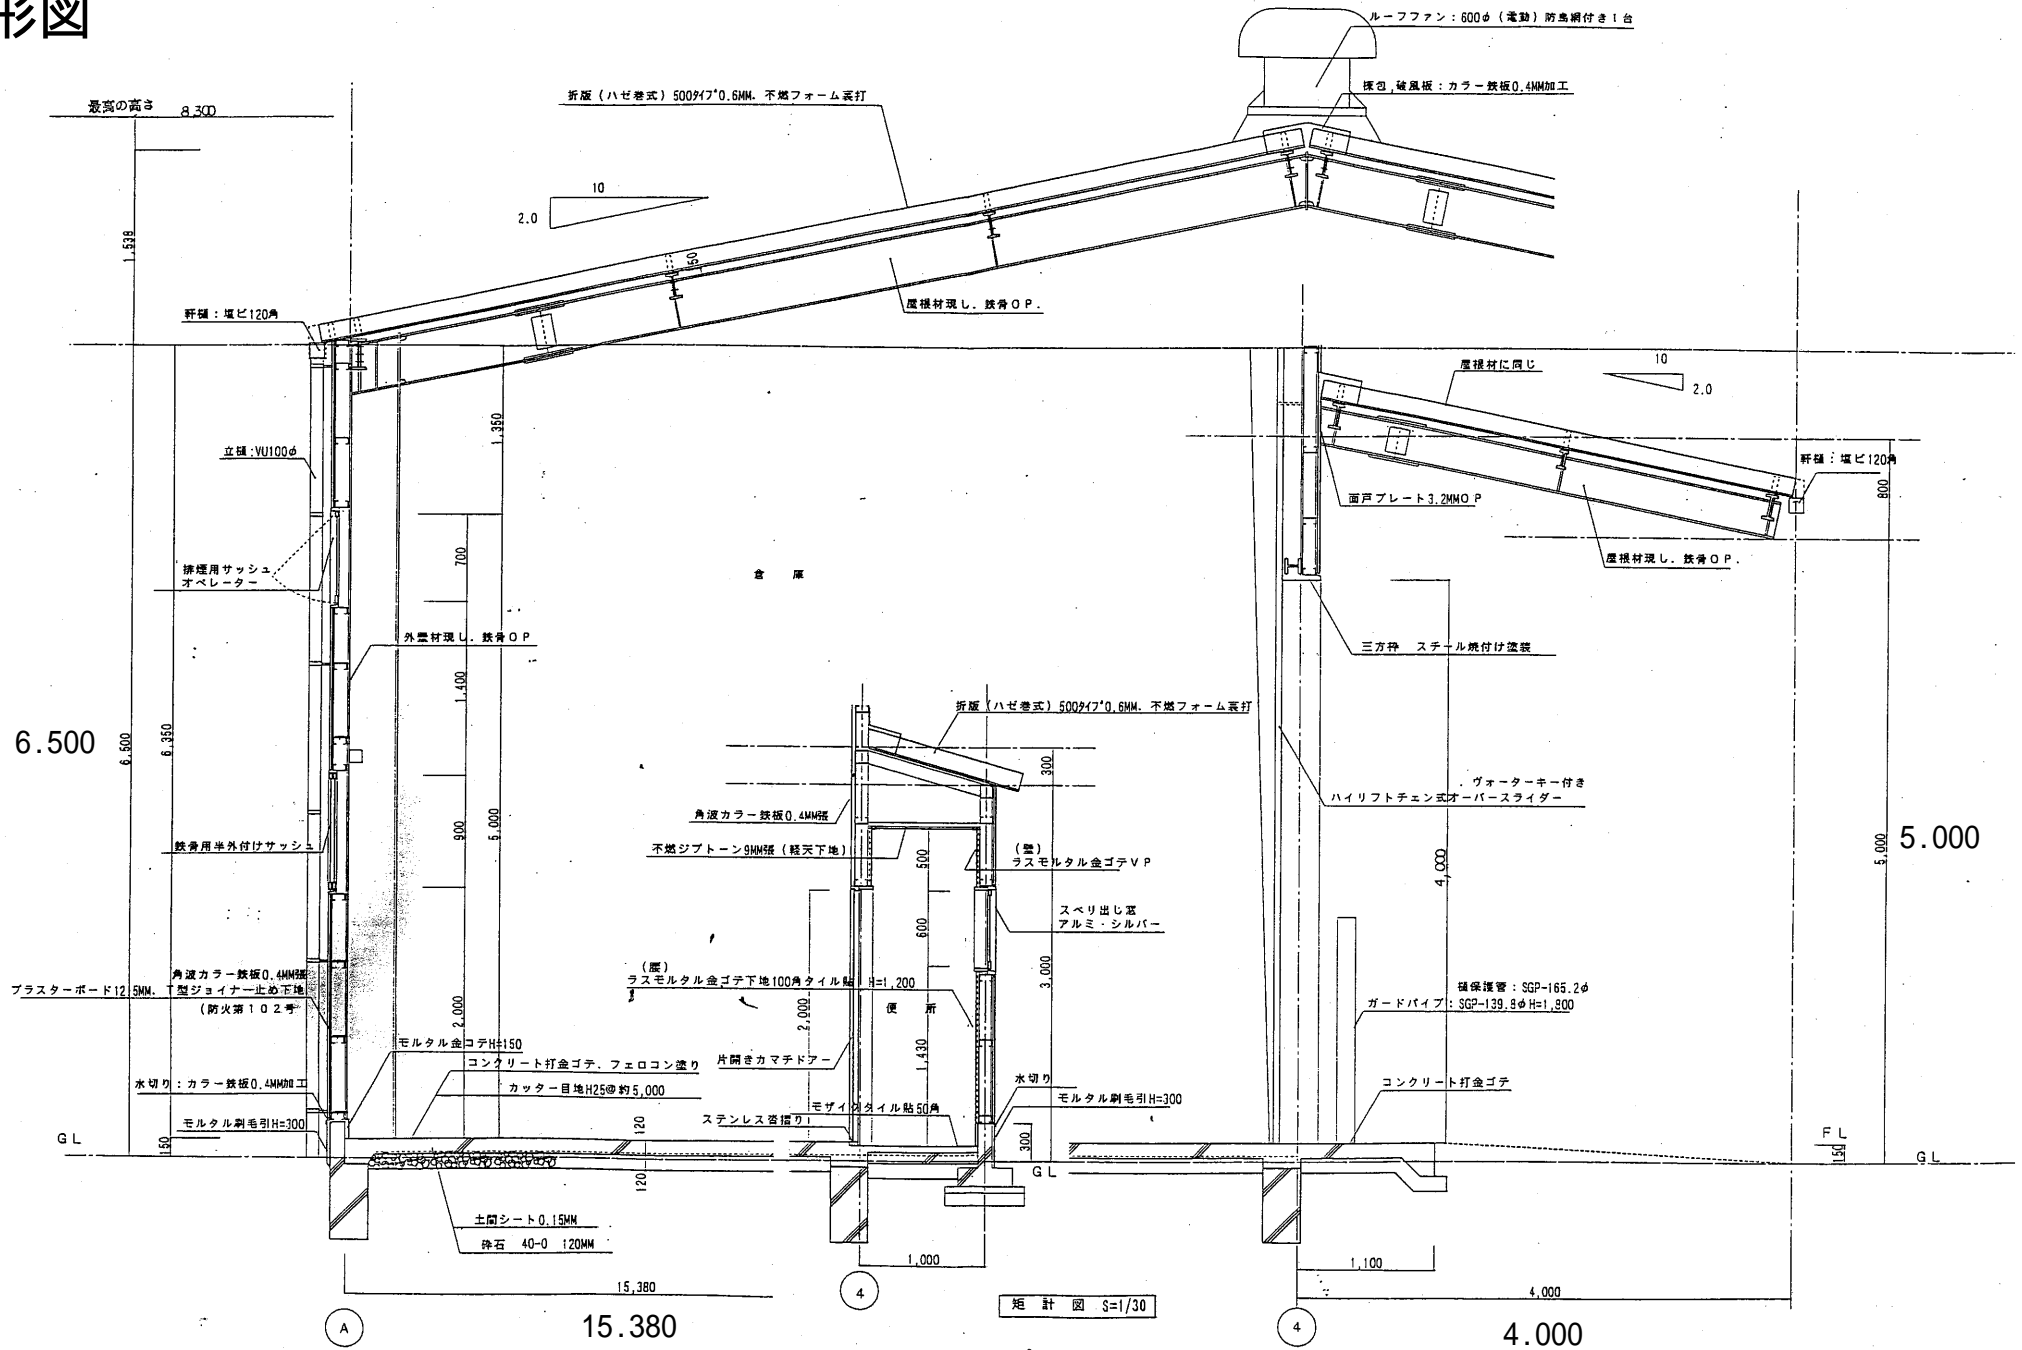 形図
ルーフファン：600φ（電動）防鳥網付き1台
最高の高さ 8,300
折版（ハゼ巻式）500ﾀｲﾌﾟ0.6MM．不燃フォーム裏打
棟包,破風板：カラー鉄板0.4MM加工
10
2.0
1,538
150
軒樋：塩ビ120角
屋根材現し．鉄骨OP．
屋根材に同じ
10
2.0
1,350
立樋：VU100φ
軒樋：塩ビ120角
800
面戸プレート3.2MMOP
700
排煙用サッシュ
オペレーター
倉 庫
屋根材現し．鉄骨OP．
外壁材現し．鉄骨OP
三方枠 スチール焼付け塗装
1,400
折版（ハゼ巻式）500ﾀｲﾌﾟ0.6MM．不燃フォーム裏打
6.500
6,500
6,350
300
ヴォーターキー付き
ハイリフトチェン式オーバースライダー
角波カラー鉄板0.4MM張
900
5,000
鉄骨用半外付けサッシュ
不燃ジプトーン9MM張（軽天下地）
500
（壁）
ラスモルタル金ゴテVP
4,000
5,000
5.000
スベリ出し窓
アルミ・シルバー
600
3,000
（腰）
ラスモルタル金ゴテ下地100角タイル貼 H=1,200
角波カラー鉄板0.4MM張
プラスターボード12.5MM．T型ジョイナー止め下地
（防火第102号
2,000
2,000
便 所
樋保護管：SGP-165.2φ
ガードパイプ：SGP-139.8φH=1,800
モルタル金コテH=150
コンクリート打金ゴテ、フェロコン塗り
カッター目地H25@約5,000
片開きカマチドアー
1,430
水切り：カラー鉄板0.4MM加工
水切り
モルタル刷毛引H=300
コンクリート打金ゴテ
モルタル刷毛引H=300
モザイクタイル貼50角
ステンレス沓摺り
120
300
GL
150
FL
150
GL
GL
120
土間シート0.15MM
砕石 40-0 120MM
1,000
1,100
15,380
4,000
4
矩 計 図 S=1/30
A
15.380
4
4.000